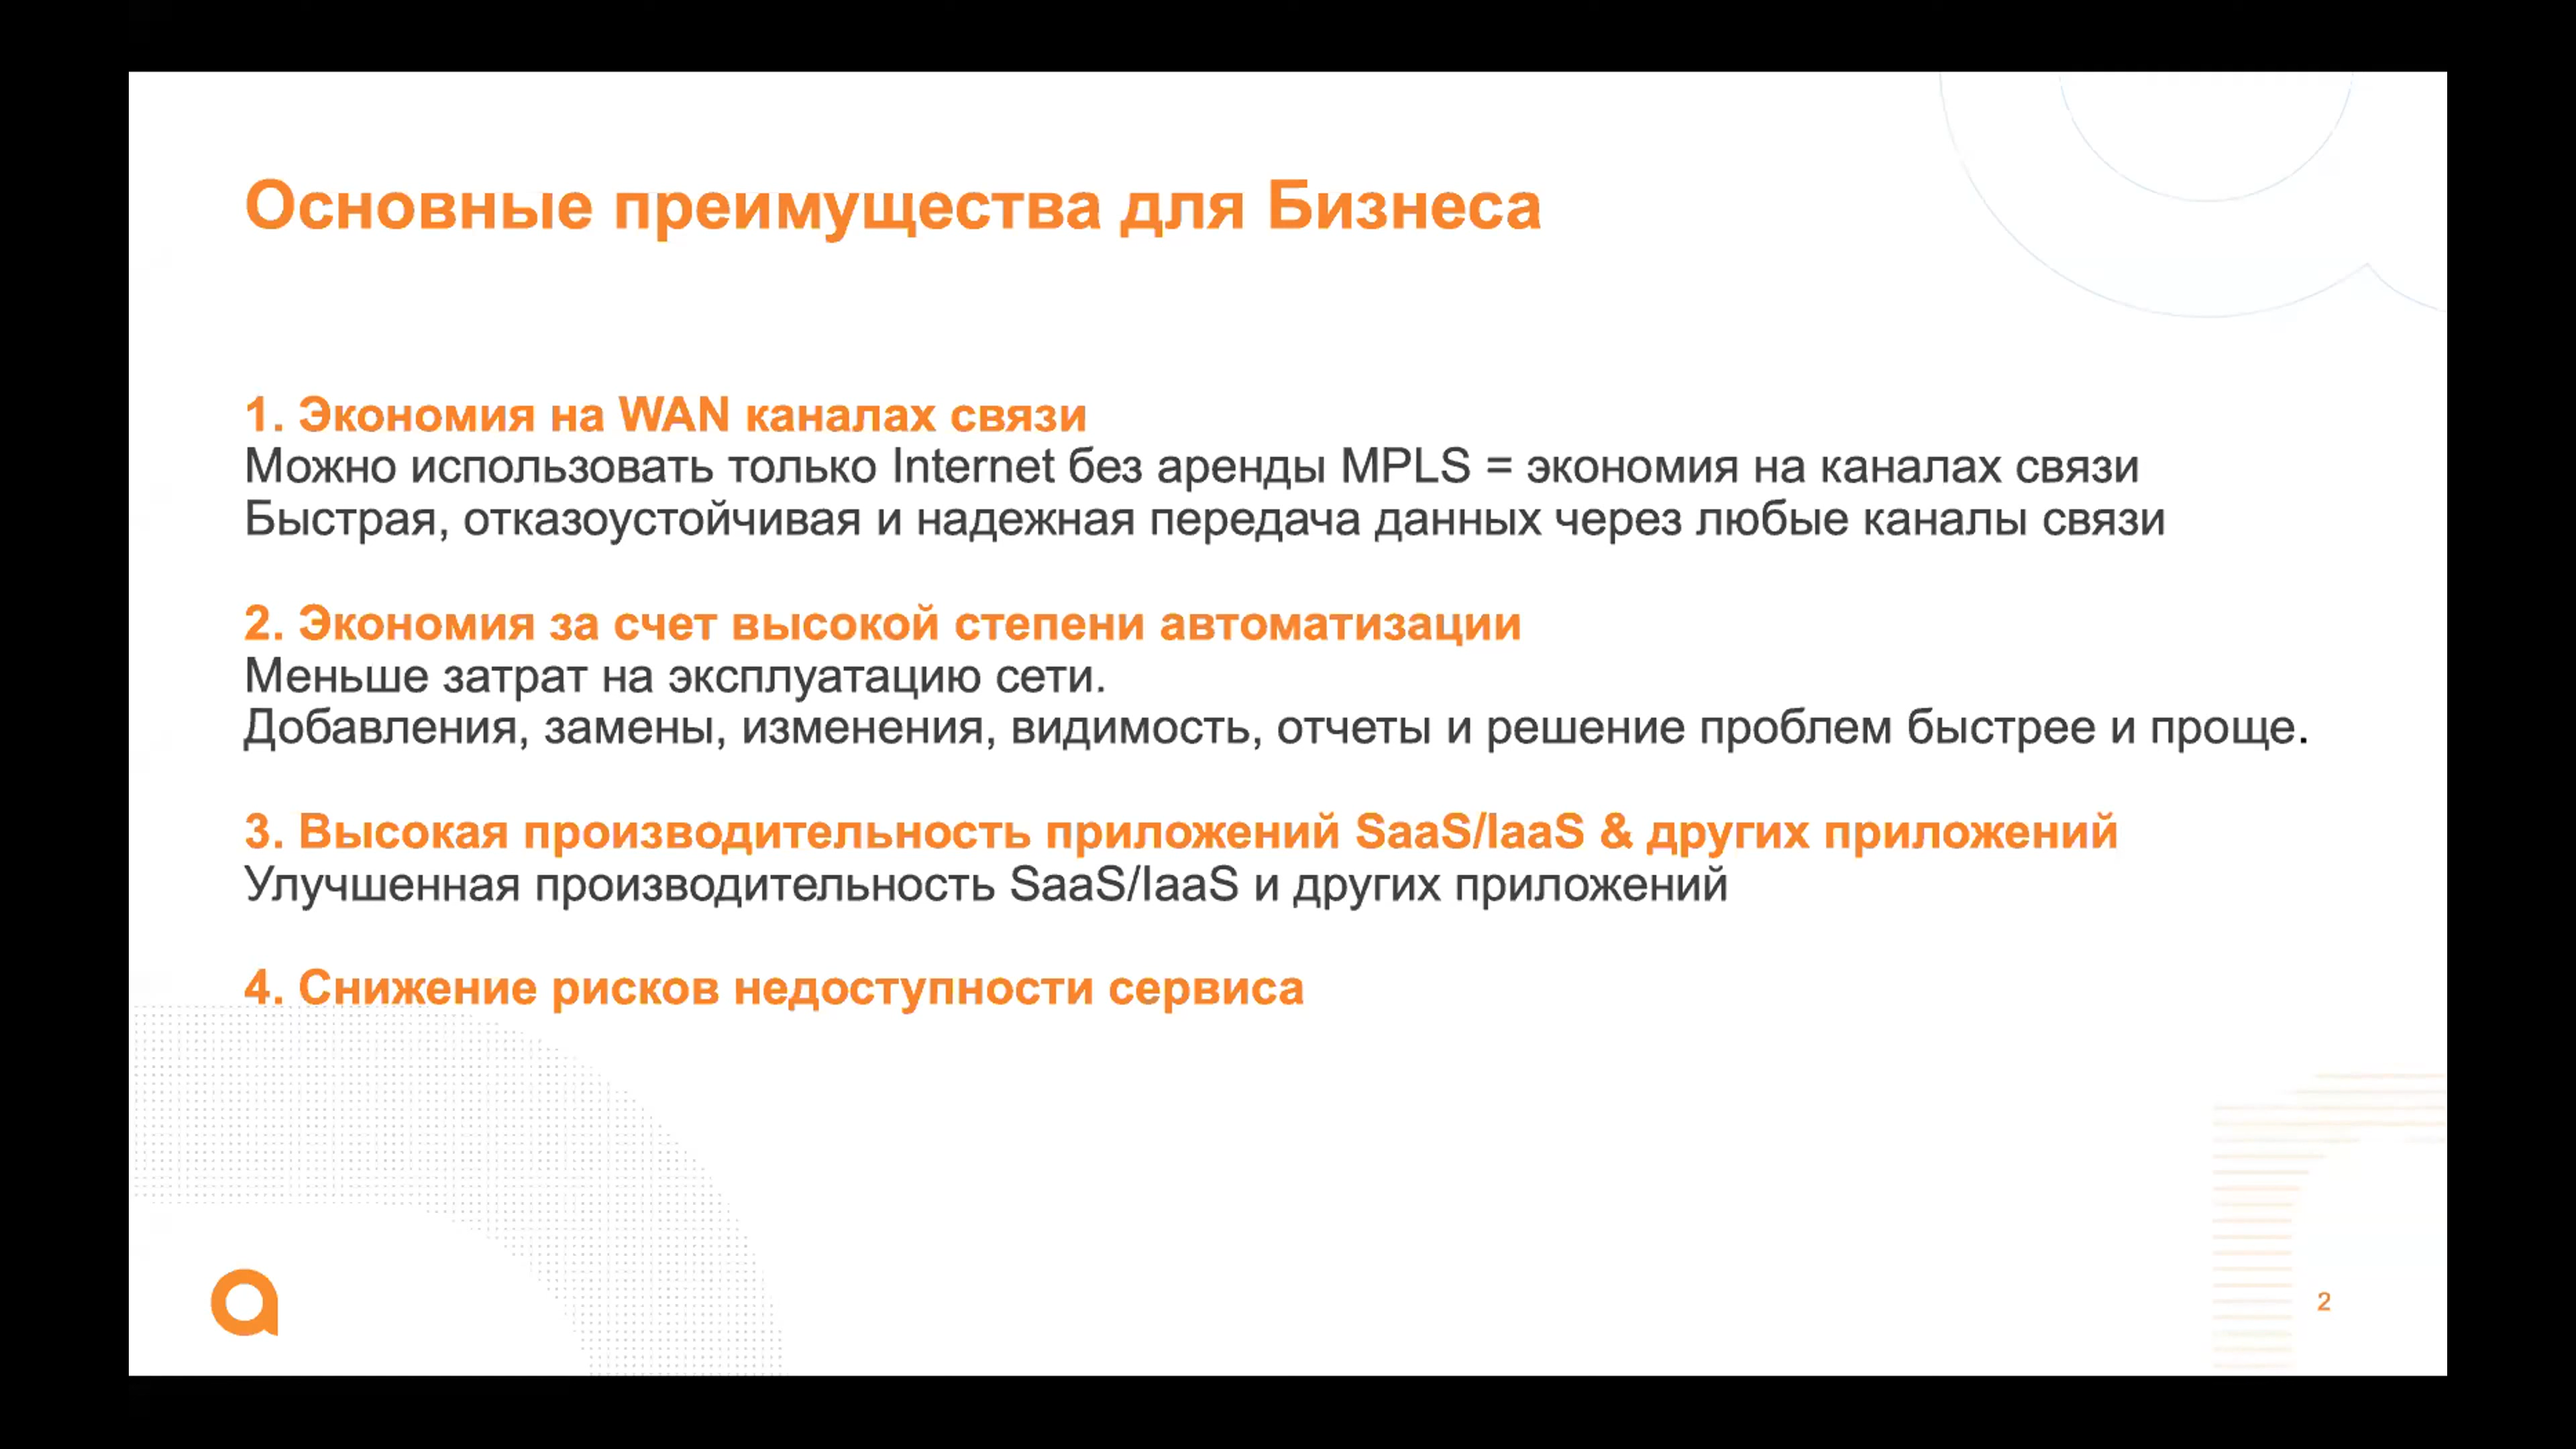 Основные преимущества для Бизнеса
1. Экономия на WAN каналах связи
Можно использовать только Internet без аренды MPLS = экономия на каналах связи
Быстрая, отказоустойчивая и надежная передача данных через любые каналы связи
2. Экономия за счет высокой степени автоматизации
Меньше затрат на эксплуатацию сети.
Добавления, замены, изменения, видимость, отчеты и решение проблем быстрее и проще.
3. Высокая производительность приложений SaaS/IaaS & других приложений
Улучшенная производительность SaaS/IaaS и других приложений
4. Снижение рисков недоступности сервиса
2